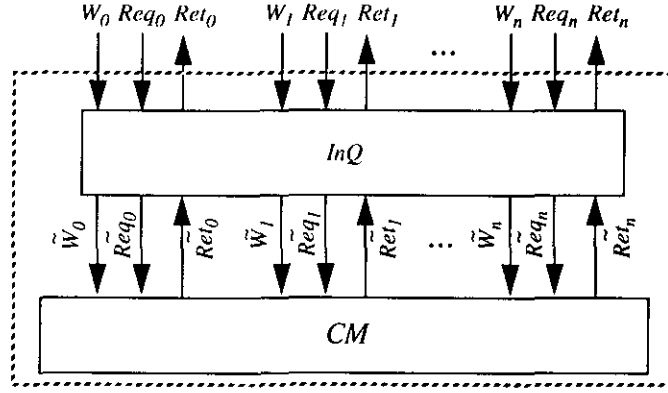 W₀ Req₀ Ret₀ W₁ Req₁ Ret₁ ... Wₙ Reqₙ Retₙ
InQ
W̃₀ R̃eq₀ R̃et₀ W̃₁ R̃eq₁ R̃et₁ ... W̃ₙ R̃eqₙ R̃etₙ
CM